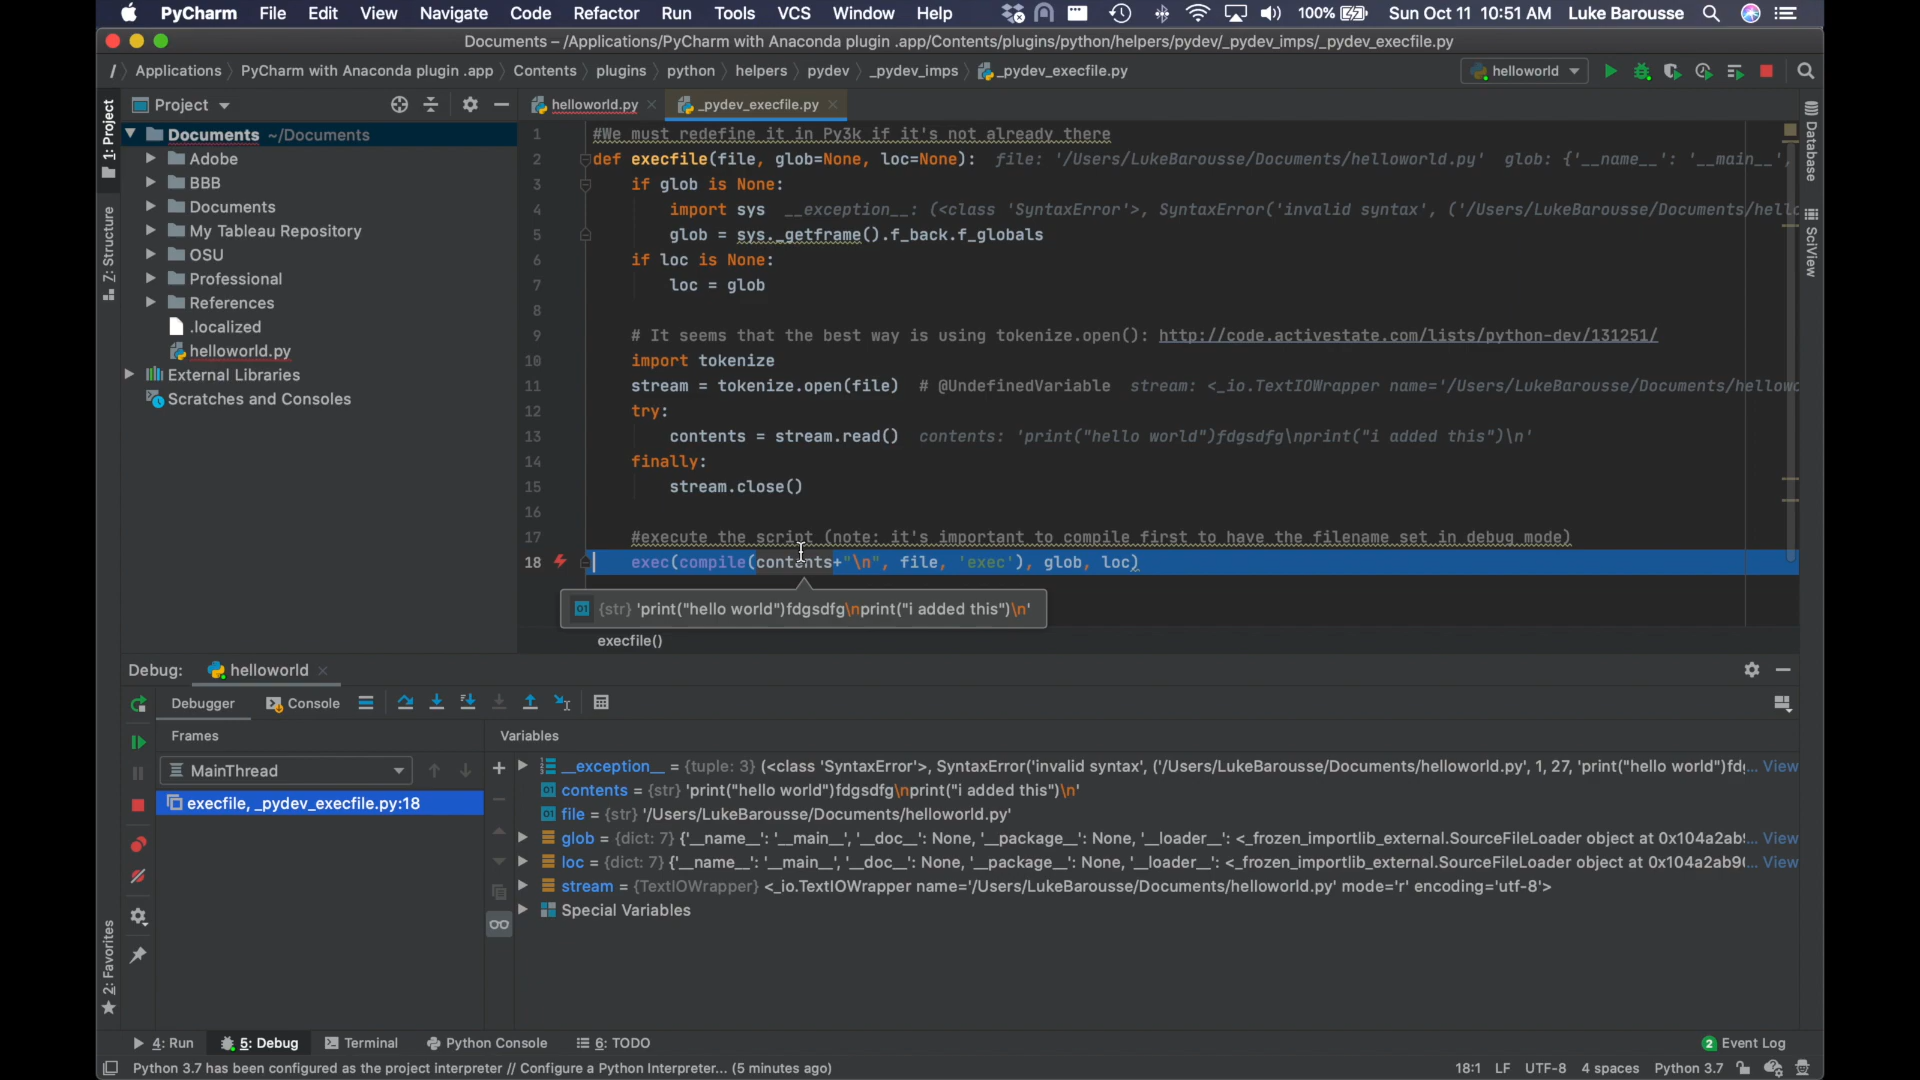 PyCharm File Edit View Navigate Code Refactor Run Tools VCS Window Help 100% Sun Oct 11 10:51 AM Luke Barousse
Documents – /Applications/PyCharm with Anaconda plugin .app/Contents/plugins/python/helpers/pydev/_pydev_imps/_pydev_execfile.py
/ Applications PyCharm with Anaconda plugin .app Contents plugins python helpers pydev _pydev_imps _pydev_execfile.py helloworld
1: Project
Z: Structure
2: Favorites
Project
Documents ~/Documents
Adobe
BBB
Documents
My Tableau Repository
OSU
Professional
References
.localized
helloworld.py
External Libraries
Scratches and Consoles
helloworld.py _pydev_execfile.py
1 #We must redefine it in Py3k if it's not already there
2 def execfile(file, glob=None, loc=None): file: '/Users/LukeBarousse/Documents/helloworld.py' glob: {'__name__': '__main__',
3 if glob is None:
4 import sys __exception__: (<class 'SyntaxError'>, SyntaxError('invalid syntax', ('/Users/LukeBarousse/Documents/hello
5 glob = sys._getframe().f_back.f_globals
6 if loc is None:
7 loc = glob
8
9 # It seems that the best way is using tokenize.open(): http://code.activestate.com/lists/python-dev/131251/
10 import tokenize
11 stream = tokenize.open(file) # @UndefinedVariable stream: <_io.TextIOWrapper name='/Users/LukeBarousse/Documents/hellowo
12 try:
13 contents = stream.read() contents: 'print("hello world")fdgsdfg\nprint("i added this")\n'
14 finally:
15 stream.close()
16
17 #execute the script (note: it's important to compile first to have the filename set in debug mode)
18 exec(compile(contents+"\n", file, 'exec'), glob, loc)
01 {str} 'print("hello world")fdgsdfg\nprint("i added this")\n'
execfile()
Database
SciView
Debug: helloworld
Debugger Console
Frames
MainThread
execfile, _pydev_execfile.py:18
Variables
__exception__ = {tuple: 3} (<class 'SyntaxError'>, SyntaxError('invalid syntax', ('/Users/LukeBarousse/Documents/helloworld.py', 1, 27, 'print("hello world")fdg... View
01 contents = {str} 'print("hello world")fdgsdfg\nprint("i added this")\n'
01 file = {str} '/Users/LukeBarousse/Documents/helloworld.py'
glob = {dict: 7} {'__name__': '__main__', '__doc__': None, '__package__': None, '__loader__': <_frozen_importlib_external.SourceFileLoader object at 0x104a2ab9... View
loc = {dict: 7} {'__name__': '__main__', '__doc__': None, '__package__': None, '__loader__': <_frozen_importlib_external.SourceFileLoader object at 0x104a2ab90... View
stream = {TextIOWrapper} <_io.TextIOWrapper name='/Users/LukeBarousse/Documents/helloworld.py' mode='r' encoding='utf-8'>
Special Variables
4: Run 5: Debug Terminal Python Console 6: TODO 2 Event Log
Python 3.7 has been configured as the project interpreter // Configure a Python Interpreter... (5 minutes ago) 18:1 LF UTF-8 4 spaces Python 3.7